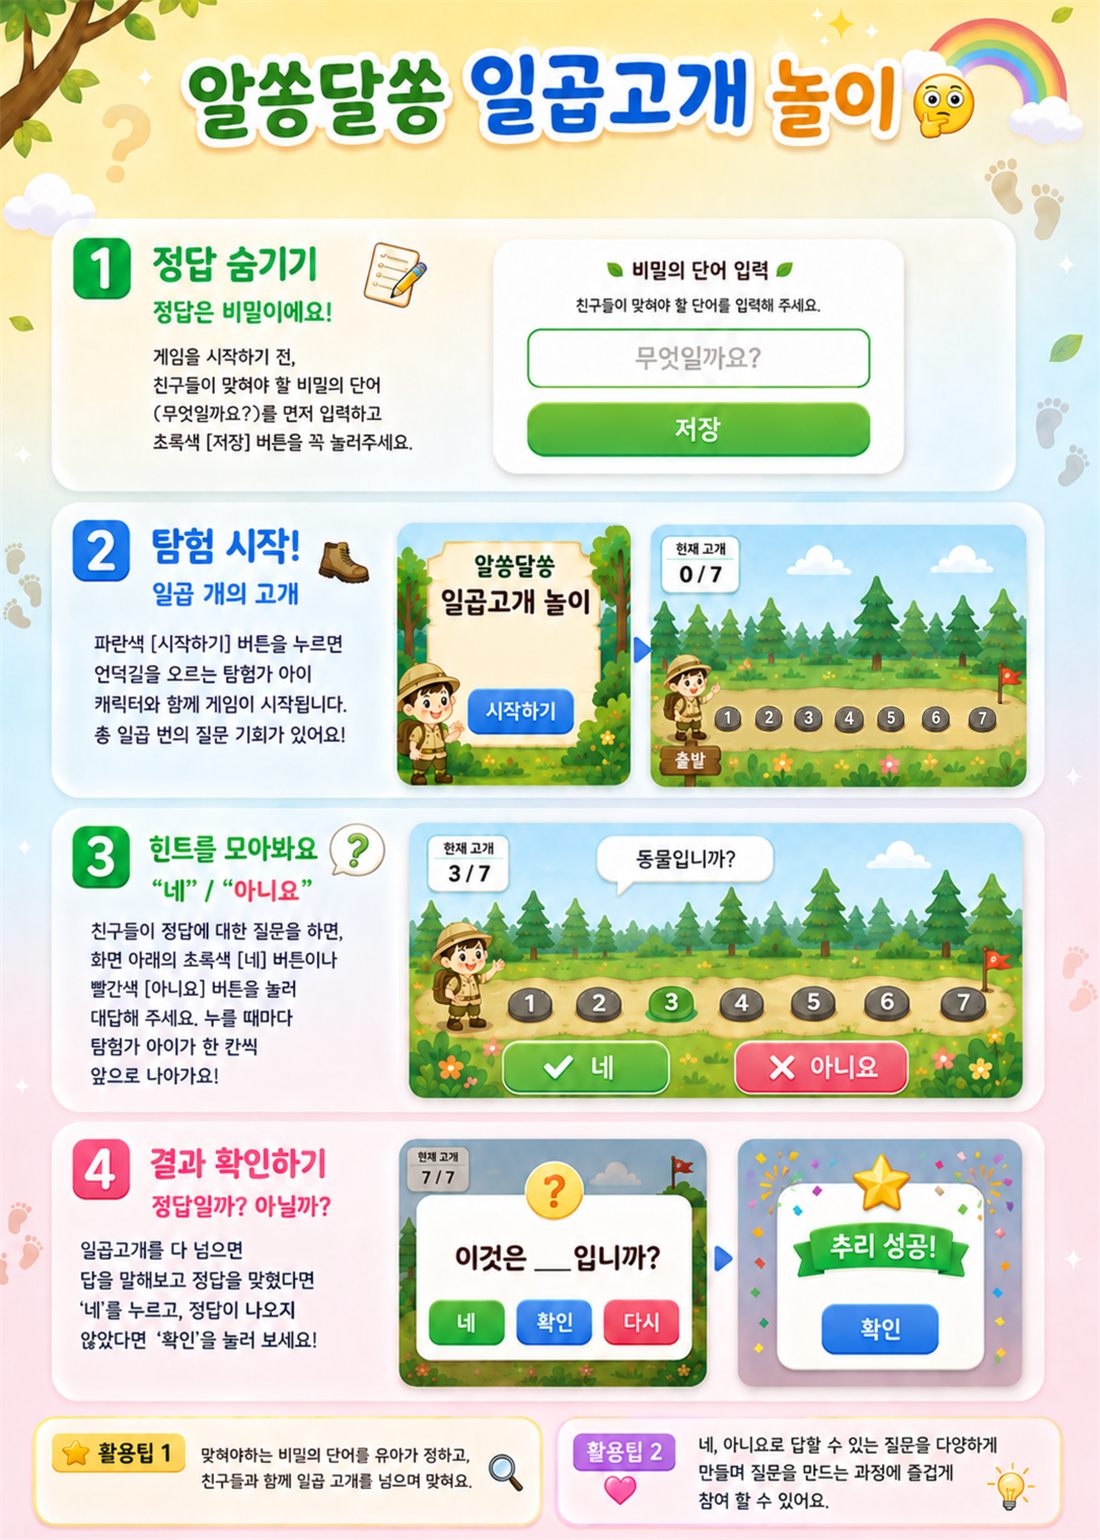 알쏭달쏭 일곱고개 놀이
1
정답 숨기기
정답은 비밀이에요!
게임을 시작하기 전,
친구들이 맞혀야 할 비밀의 단어
(무엇일까요?)를 먼저 입력하고
초록색 [저장] 버튼을 꼭 눌러주세요.
비밀의 단어 입력
친구들이 맞혀야 할 단어를 입력해 주세요.
무엇일까요?
저장
2
탐험 시작!
일곱 개의 고개
파란색 [시작하기] 버튼을 누르면
언덕길을 오르는 탐험가 아이
캐릭터와 함께 게임이 시작됩니다.
총 일곱 번의 질문 기회가 있어요!
알쏭달쏭
일곱고개 놀이
시작하기
현재 고개
0 / 7
1 2 3 4 5 6 7
출발
3
힌트를 모아봐요
?
“네” / “아니요”
친구들이 정답에 대한 질문을 하면,
화면 아래의 초록색 [네] 버튼이나
빨간색 [아니요] 버튼을 눌러
대답해 주세요. 누를 때마다
탐험가 아이가 한 칸씩
앞으로 나아가요!
현재 고개
3 / 7
동물입니까?
1 2 3 4 5 6 7
네
아니요
4
결과 확인하기
정답일까? 아닐까?
일곱고개를 다 넘으면
답을 말해보고 정답을 맞혔다면
‘네’를 누르고, 정답이 나오지
않았다면 ‘확인’을 눌러 보세요!
현재 고개
7 / 7
?
이것은 ___입니까?
네 확인 다시
추리 성공!
확인
활용팁 1
맞혀야하는 비밀의 단어를 유아가 정하고,
친구들과 함께 일곱 고개를 넘으며 맞혀요.
활용팁 2
네, 아니요로 답할 수 있는 질문을 다양하게
만들며 질문을 만드는 과정에 즐겁게
참여 할 수 있어요.